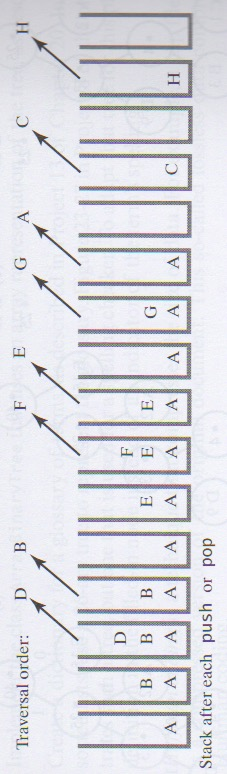 Traversal order: D B F E G A C H
D F
B B B E E E G
A A A A A A A A A A A C H
Stack after each push or pop